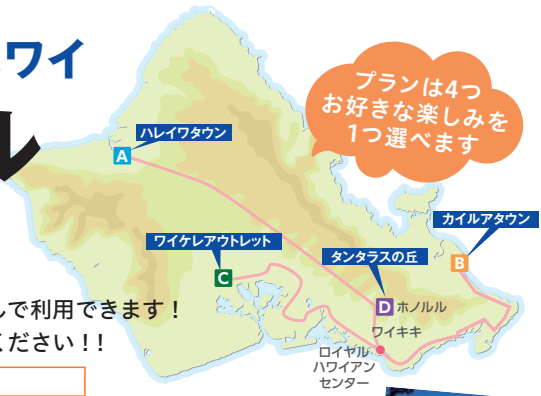 ワイ
ル
プランは4つ
お好きな楽しみを
1つ選べます
ハレイワタウン
A
カイルアタウン
B
ワイケレアウトレット
C
タンタラスの丘
D ホノルル
ワイキキ
ロイヤル
ハワイアン
センター
で利用できます!
ください!!